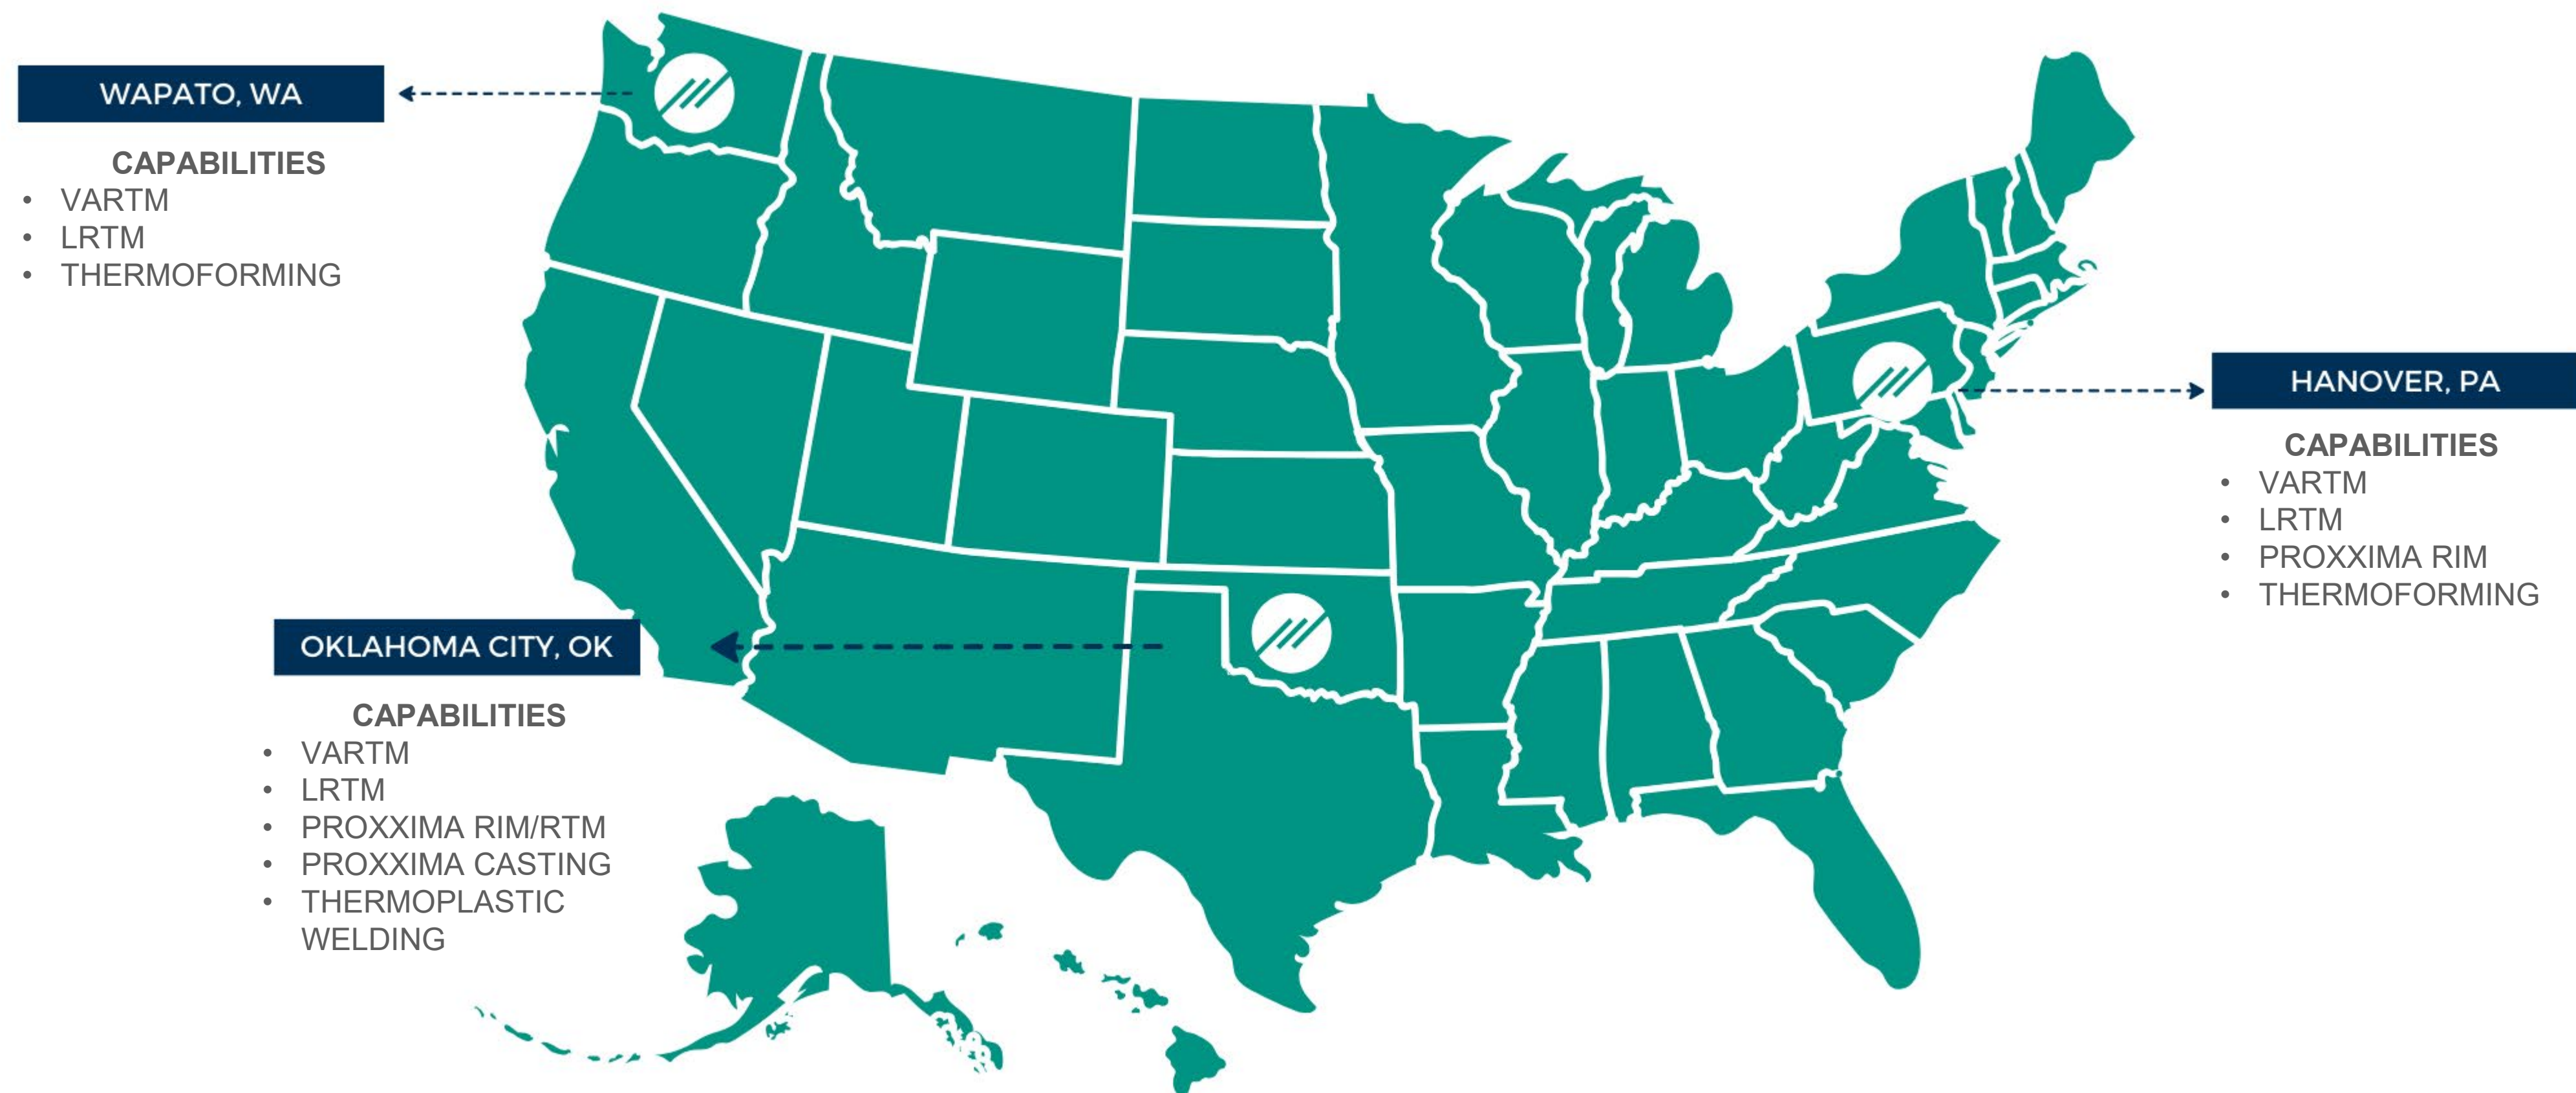 WAPATO, WA
CAPABILITIES
• VARTM
• LRTM
• THERMOFORMING
HANOVER, PA
CAPABILITIES
• VARTM
• LRTM
• PROXXIMA RIM
• THERMOFORMING
OKLAHOMA CITY, OK
CAPABILITIES
• VARTM
• LRTM
• PROXXIMA RIM/RTM
• PROXXIMA CASTING
• THERMOPLASTIC
WELDING